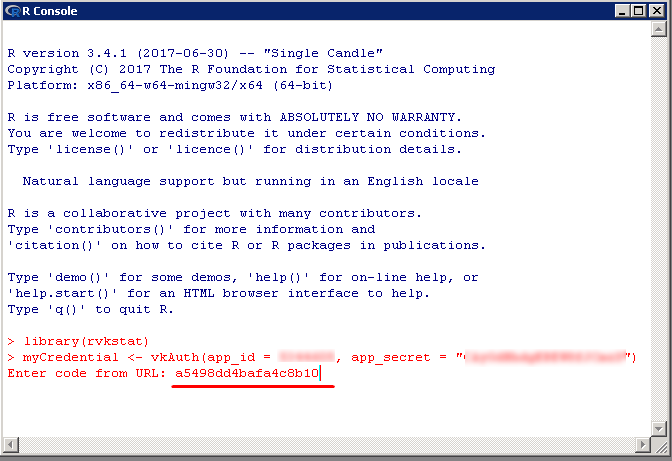 R Console
R version 3.4.1 (2017-06-30) -- "Single Candle"
Copyright (C) 2017 The R Foundation for Statistical Computing
Platform: x86_64-w64-mingw32/x64 (64-bit)
R is free software and comes with ABSOLUTELY NO WARRANTY.
You are welcome to redistribute it under certain conditions.
Type 'license()' or 'licence()' for distribution details.
Natural language support but running in an English locale
R is a collaborative project with many contributors.
Type 'contributors()' for more information and
'citation()' on how to cite R or R packages in publications.
Type 'demo()' for some demos, 'help()' for on-line help, or
'help.start()' for an HTML browser interface to help.
Type 'q()' to quit R.
> library(rvkstat)
> myCredential <- vkAuth(app_id = , app_secret = "")
Enter code from URL: a5498dd4bafa4c8b10